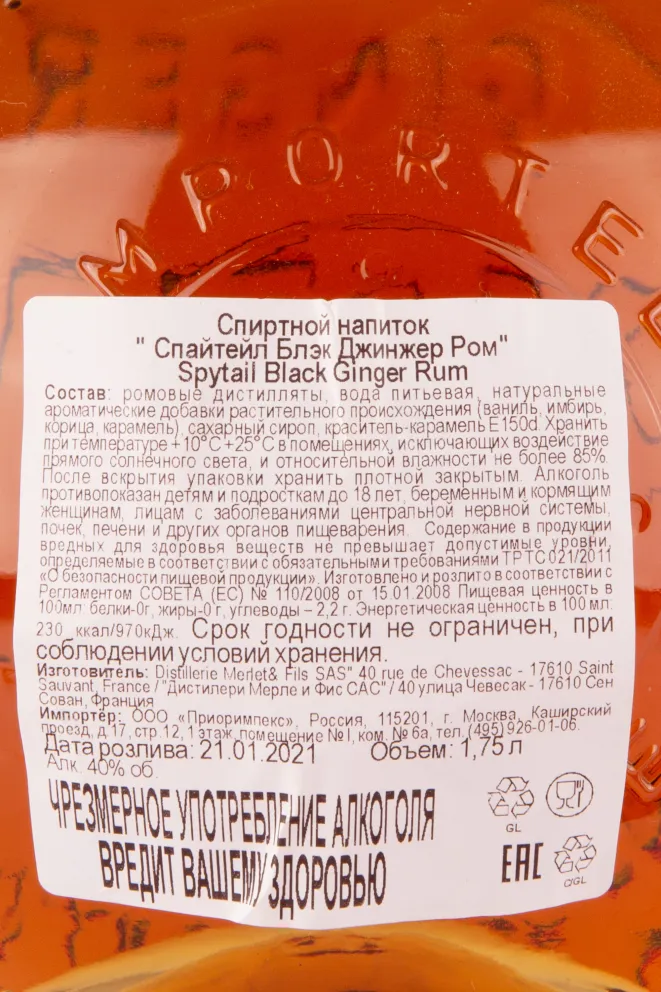 GINGER
IMPORTE
Спиртной напиток
" Спайтейл Блэк Джинжер Ром"
Spytail Black Ginger Rum
Состав: ромовые дистилляты, вода питьевая, натуральные
ароматические добавки растительного происхождения (ваниль, имбирь,
корица, карамель), сахарный сироп, краситель-карамель Е150d. Хранить
при температуре +10°С +25°С в помещениях, исключающих воздействие
прямого солнечного света, и относительной влажности не более 85%.
После вскрытия упаковки хранить плотной закрытым. Алкоголь
противопоказан детям и подросткам до 18 лет, беременным и кормящим
женщинам, лицам с заболеваниями центральной нервной системы,
почек, печени и других органов пищеварения. Содержание в продукции
вредных для здоровья веществ не превышает допустимые уровни,
определяемые в соответствии с обязательными требованиями ТР ТС 021/2011
«О безопасности пищевой продукции». Изготовлено и розлито в соответствии с
Регламентом СОВЕТА (ЕС) № 110/2008 от 15.01.2008 Пищевая ценность в
100мл: белки-0г, жиры-0 г, углеводы – 2,2 г. Энергетическая ценность в 100 мл:
230 ккал/970кДж. Срок годности не ограничен, при
соблюдении условий хранения.
Изготовитель: Distillerie Merlet& Fils SAS" 40 rue de Chevessac - 17610 Saint
Sauvant, France / "Дистилери Мерле и Фис САС" / 40 улица Чевесак - 17610 Сен
Сован, Франция
Импортёр: ООО «Приоримпекс», Россия, 115201, г. Москва, Каширский
проезд, д.17, стр.12, 1 этаж, помещение №I, ком. № 6а, тел. (495) 926-01-06.
Дата розлива: 21.01.2021 Объем: 1,75 л
Алк. 40% об.
ЧРЕЗМЕРНОЕ УПОТРЕБЛЕНИЕ АЛКОГОЛЯ
ВРЕДИТ ВАШЕМУ ЗДОРОВЬЮ
GL
EAC
C/GL